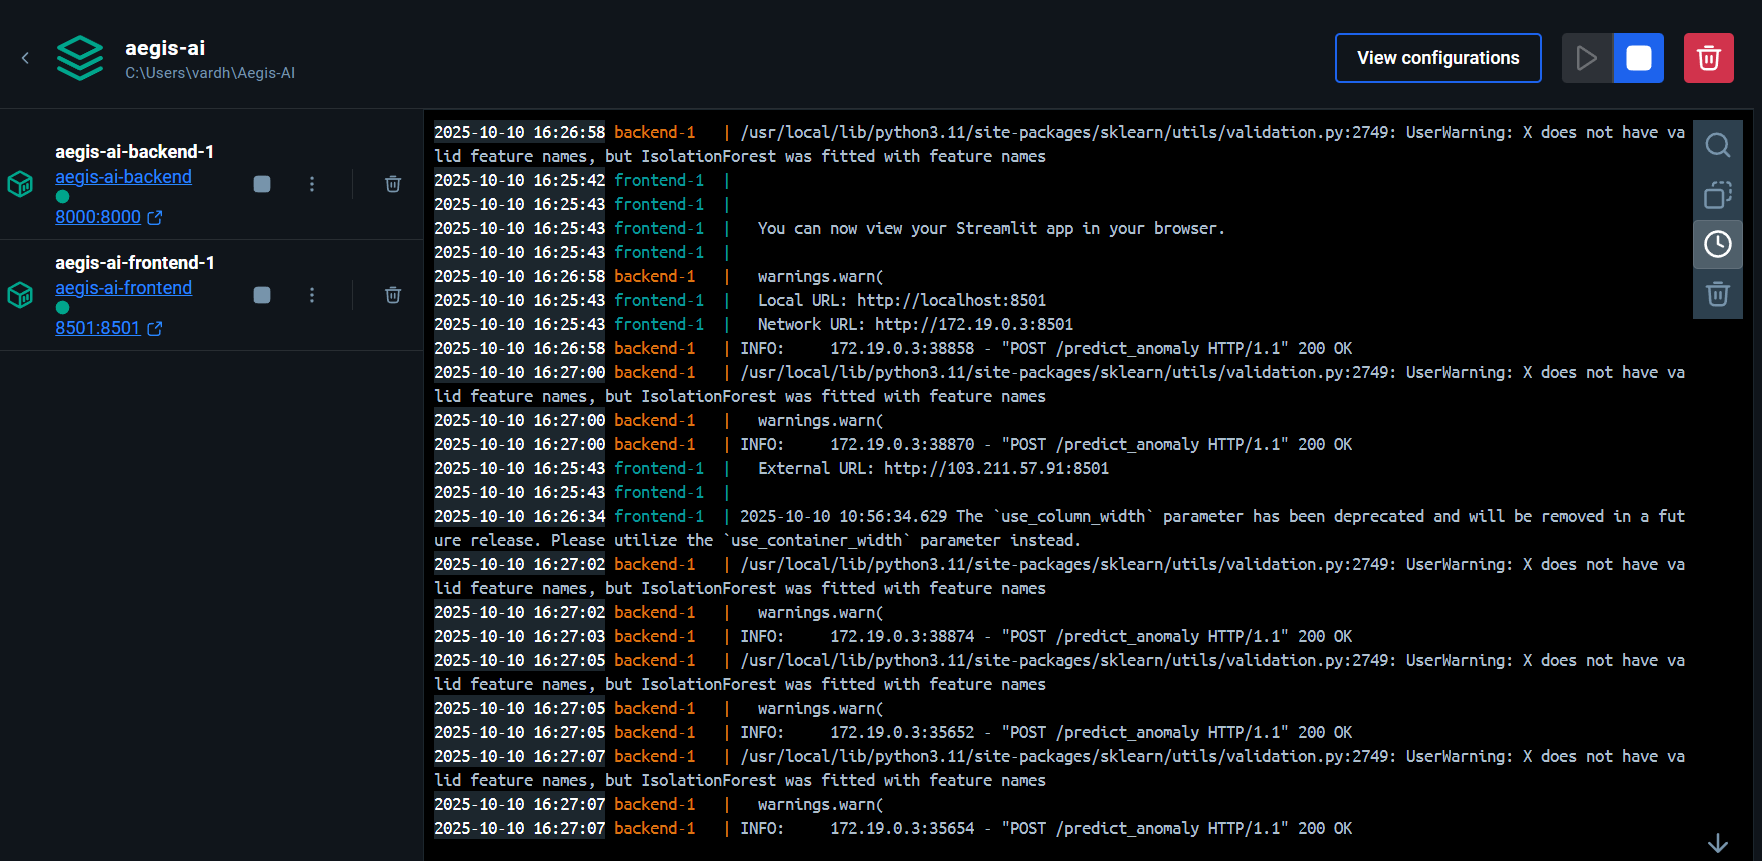 aegis-ai
C:\Users\vardh\Aegis-AI
View configurations
aegis-ai-backend-1
aegis-ai-backend
8000:8000
aegis-ai-frontend-1
aegis-ai-frontend
8501:8501
2025-10-10 16:26:58 backend-1 | /usr/local/lib/python3.11/site-packages/sklearn/utils/validation.py:2749: UserWarning: X does not have va
lid feature names, but IsolationForest was fitted with feature names
2025-10-10 16:25:42 frontend-1 |
2025-10-10 16:25:43 frontend-1 |
2025-10-10 16:25:43 frontend-1 | You can now view your Streamlit app in your browser.
2025-10-10 16:25:43 frontend-1 |
2025-10-10 16:26:58 backend-1 | warnings.warn(
2025-10-10 16:25:43 frontend-1 | Local URL: http://localhost:8501
2025-10-10 16:25:43 frontend-1 | Network URL: http://172.19.0.3:8501
2025-10-10 16:26:58 backend-1 | INFO: 172.19.0.3:38858 - "POST /predict_anomaly HTTP/1.1" 200 OK
2025-10-10 16:27:00 backend-1 | /usr/local/lib/python3.11/site-packages/sklearn/utils/validation.py:2749: UserWarning: X does not have va
lid feature names, but IsolationForest was fitted with feature names
2025-10-10 16:27:00 backend-1 | warnings.warn(
2025-10-10 16:27:00 backend-1 | INFO: 172.19.0.3:38870 - "POST /predict_anomaly HTTP/1.1" 200 OK
2025-10-10 16:25:43 frontend-1 | External URL: http://103.211.57.91:8501
2025-10-10 16:25:43 frontend-1 |
2025-10-10 16:26:34 frontend-1 | 2025-10-10 10:56:34.629 The `use_column_width` parameter has been deprecated and will be removed in a fut
ure release. Please utilize the `use_container_width` parameter instead.
2025-10-10 16:27:02 backend-1 | /usr/local/lib/python3.11/site-packages/sklearn/utils/validation.py:2749: UserWarning: X does not have va
lid feature names, but IsolationForest was fitted with feature names
2025-10-10 16:27:02 backend-1 | warnings.warn(
2025-10-10 16:27:03 backend-1 | INFO: 172.19.0.3:38874 - "POST /predict_anomaly HTTP/1.1" 200 OK
2025-10-10 16:27:05 backend-1 | /usr/local/lib/python3.11/site-packages/sklearn/utils/validation.py:2749: UserWarning: X does not have va
lid feature names, but IsolationForest was fitted with feature names
2025-10-10 16:27:05 backend-1 | warnings.warn(
2025-10-10 16:27:05 backend-1 | INFO: 172.19.0.3:35652 - "POST /predict_anomaly HTTP/1.1" 200 OK
2025-10-10 16:27:07 backend-1 | /usr/local/lib/python3.11/site-packages/sklearn/utils/validation.py:2749: UserWarning: X does not have va
lid feature names, but IsolationForest was fitted with feature names
2025-10-10 16:27:07 backend-1 | warnings.warn(
2025-10-10 16:27:07 backend-1 | INFO: 172.19.0.3:35654 - "POST /predict_anomaly HTTP/1.1" 200 OK